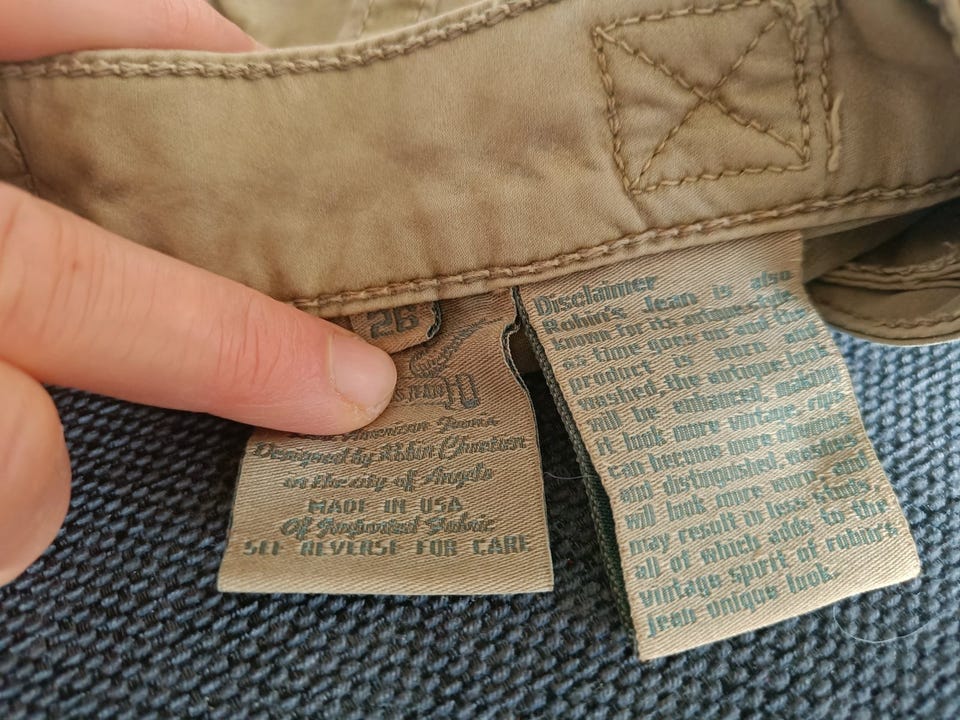 26
American Jeans
Designed by Robin Chretien
in the city of Angels
MADE IN USA
Of Imported Fabric
SEE REVERSE FOR CARE
Disclaimer
Robin's Jean is also
known for its antique look
as time goes on and the
product is worn and
washed, the antique look
will be enhanced, making
it look more vintage, rips
can become more obvious
and distinguished, washes
will look more worn and
may result in less studs
all of which adds to the
vintage spirit of robin's
jean unique look.